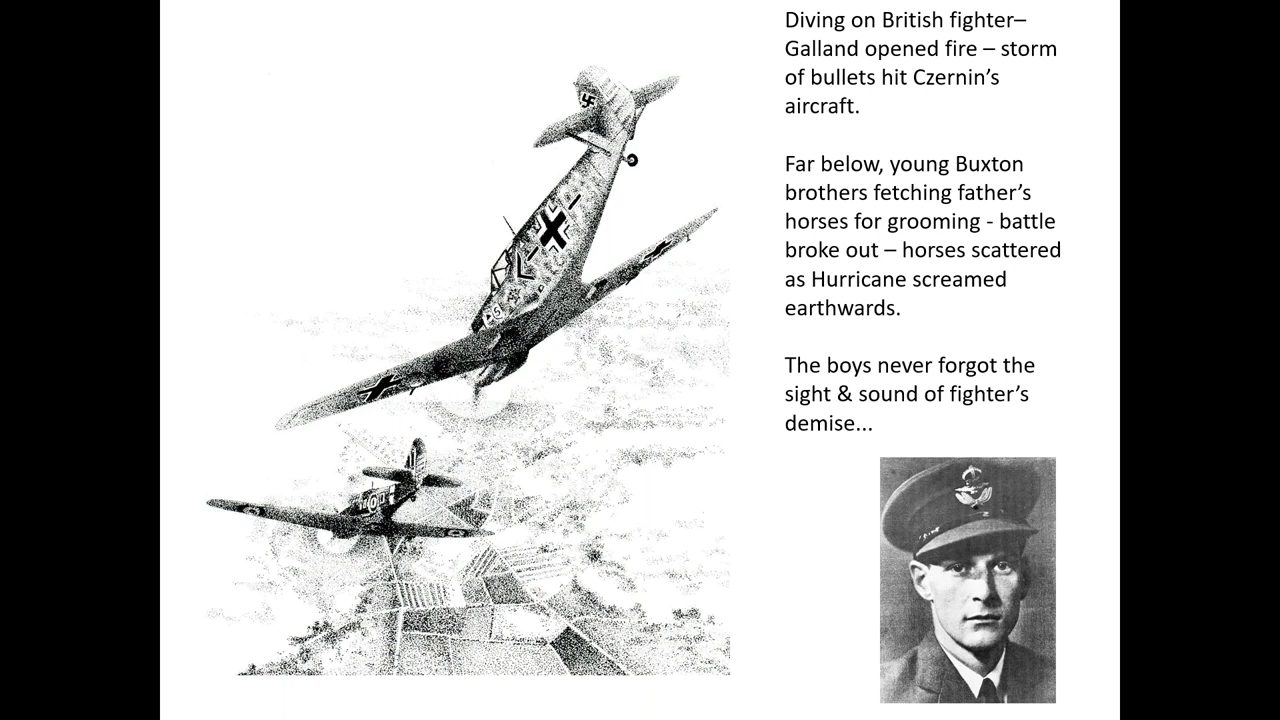 Diving on British fighter–
Galland opened fire – storm
of bullets hit Czernin’s
aircraft.
Far below, young Buxton
brothers fetching father’s
horses for grooming - battle
broke out – horses scattered
as Hurricane screamed
earthwards.
The boys never forgot the
sight & sound of fighter’s
demise...